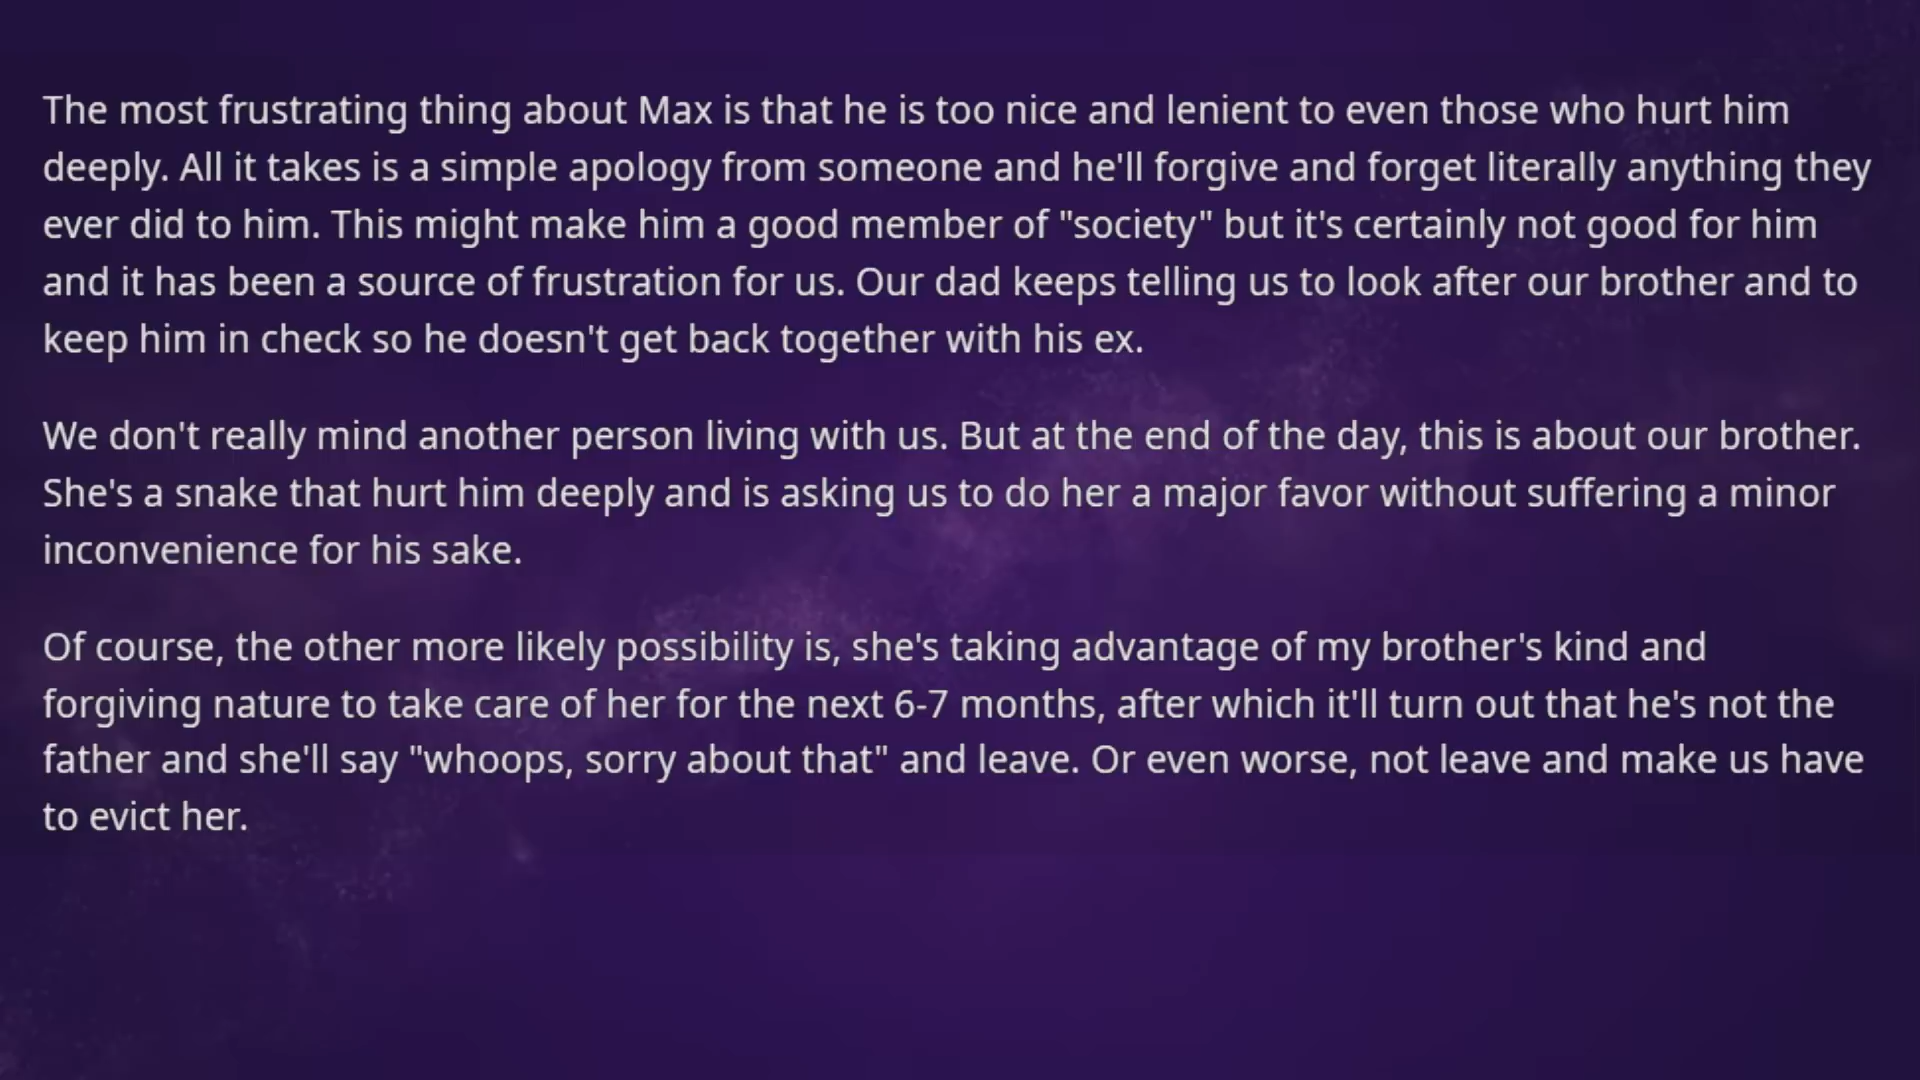 The most frustrating thing about Max is that he is too nice and lenient to even those who hurt him
deeply. All it takes is a simple apology from someone and he'll forgive and forget literally anything they
ever did to him. This might make him a good member of "society" but it's certainly not good for him
and it has been a source of frustration for us. Our dad keeps telling us to look after our brother and to
keep him in check so he doesn't get back together with his ex.
We don't really mind another person living with us. But at the end of the day, this is about our brother.
She's a snake that hurt him deeply and is asking us to do her a major favor without suffering a minor
inconvenience for his sake.
Of course, the other more likely possibility is, she's taking advantage of my brother's kind and
forgiving nature to take care of her for the next 6-7 months, after which it'll turn out that he's not the
father and she'll say "whoops, sorry about that" and leave. Or even worse, not leave and make us have
to evict her.